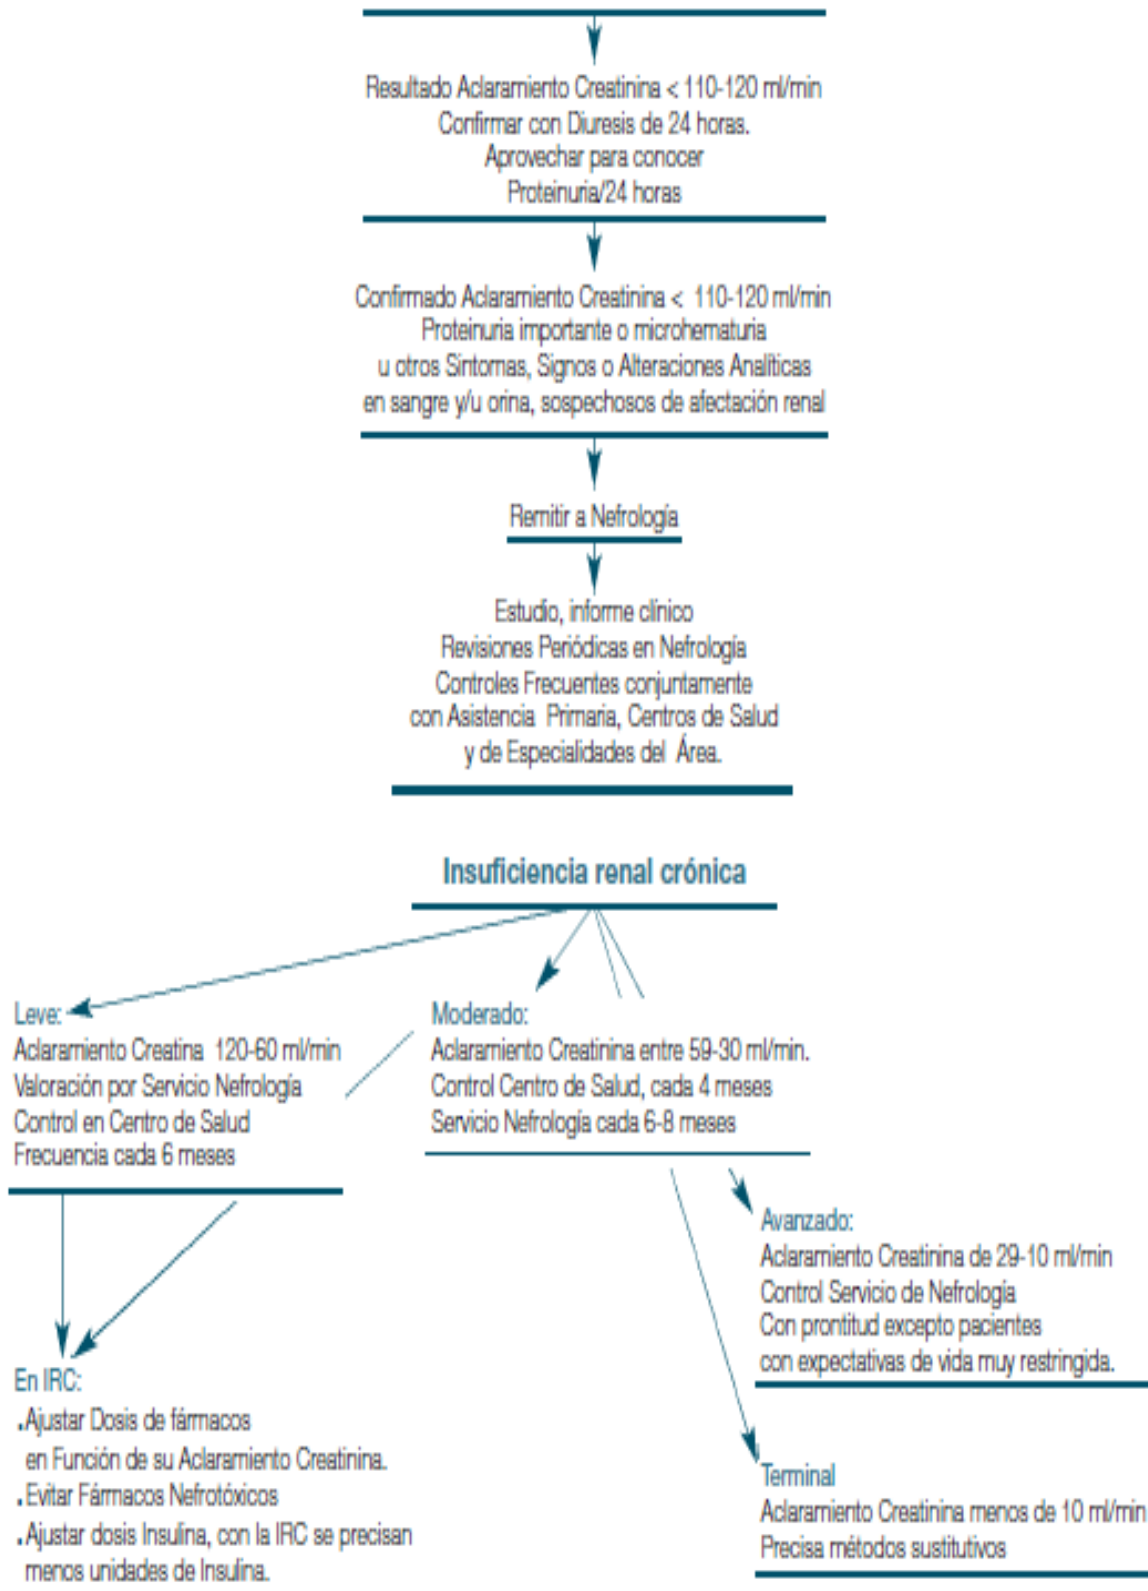 Resultado Aclaramiento Creatinina < 110-120 ml/min
Confirmar con Diuresis de 24 horas.
Aprovechar para conocer
Proteinuria/24 horas
Confirmado Aclaramiento Creatinina < 110-120 ml/min
Proteinuria importante o microhematuria
u otros Sintomas, Signos o Alteraciones Analíticas
en sangre y/u orina, sospechosos de afectación renal
Remitir a Nefrología
Estudio, informe clínico
Revisiones Periódicas en Nefrología
Controles Frecuentes conjuntamente
con Asistencia Primaria, Centros de Salud
y de Especialidades del Área.
Insuficiencia renal crónica
Leve:
Aclaramiento Creatina 120-60 ml/min
Valoración por Servicio Nefrología
Control en Centro de Salud
Frecuencia cada 6 meses
Moderado:
Aclaramiento Creatinina entre 59-30 ml/min.
Control Centro de Salud, cada 4 meses
Servicio Nefrología cada 6-8 meses
Avanzado:
Aclaramiento Creatinina de 29-10 ml/min
Control Servicio de Nefrología
Con prontitud excepto pacientes
con expectativas de vida muy restringida.
En IRC:
.Ajustar Dosis de fármacos
en Función de su Aclaramiento Creatinina.
.Evitar Fármacos Nefrotóxicos
.Ajustar dosis Insulina, con la IRC se precisan
menos unidades de Insulina.
Terminal
Aclaramiento Creatinina menos de 10 ml/min
Precisa métodos sustitutivos